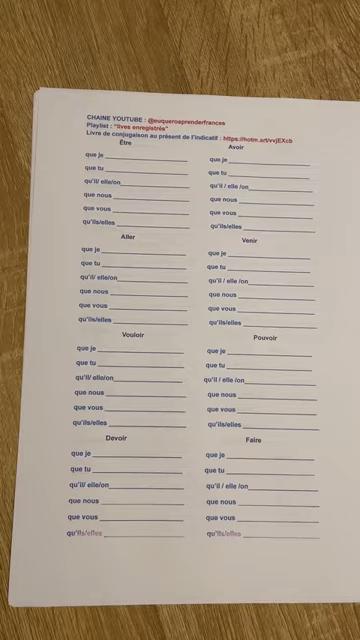 CHAINE YOUTUBE : @euqueroaprenderfrances
Playlist : "lives enregistrés"
Livre de conjugaison au présent de l'indicatif : https://hotm.art/vvjEXcb
Être
que je
que tu
qu'il/ elle/on
que nous
que vous
qu'ils/elles
Avoir
que je
que tu
qu'il / elle /on
que nous
que vous
qu'ils/elles
Aller
que je
que tu
qu'il/ elle/on
que nous
que vous
qu'ils/elles
Venir
que je
que tu
qu'il / elle /on
que nous
que vous
qu'ils/elles
Vouloir
que je
que tu
qu'il/ elle/on
que nous
que vous
qu'ils/elles
Pouvoir
que je
que tu
qu'il / elle /on
que nous
que vous
qu'ils/elles
Devoir
que je
que tu
qu'il/ elle/on
que nous
que vous
qu'ils/elles
Faire
que je
que tu
qu'il / elle /on
que nous
que vous
qu'ils/elles